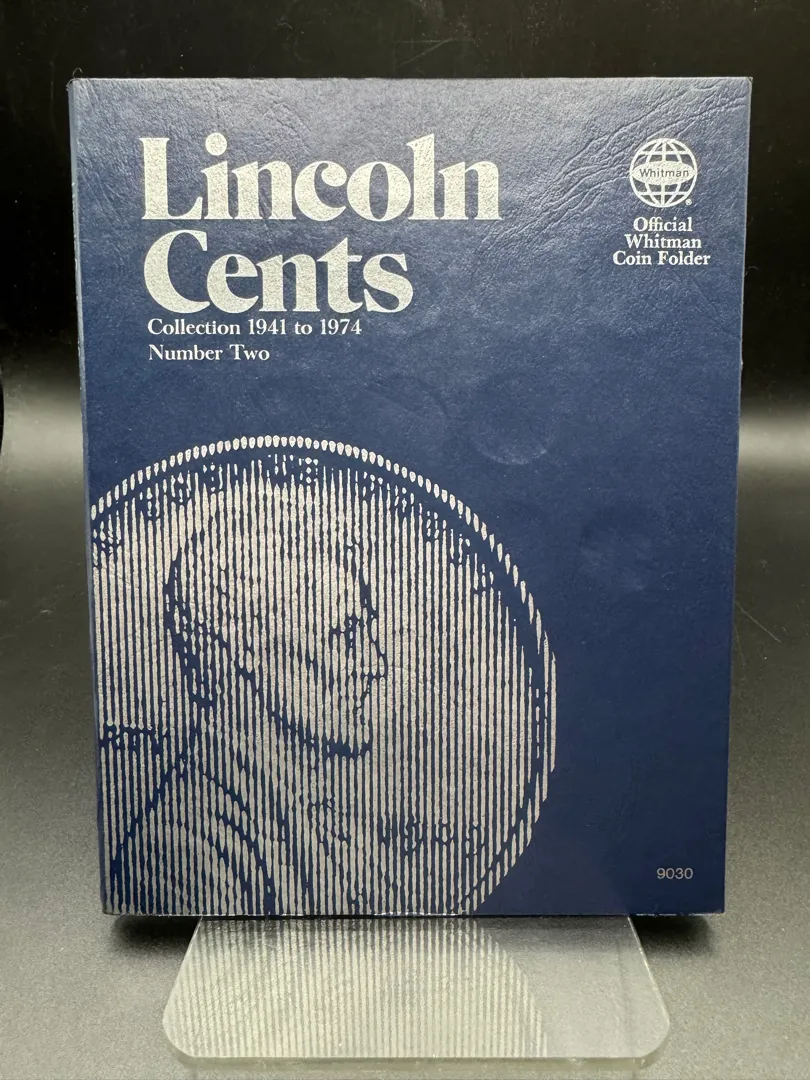 Lincoln
Cents
Collection 1941 to 1974
Number Two
Whitman
®
Official
Whitman
Coin Folder
9030